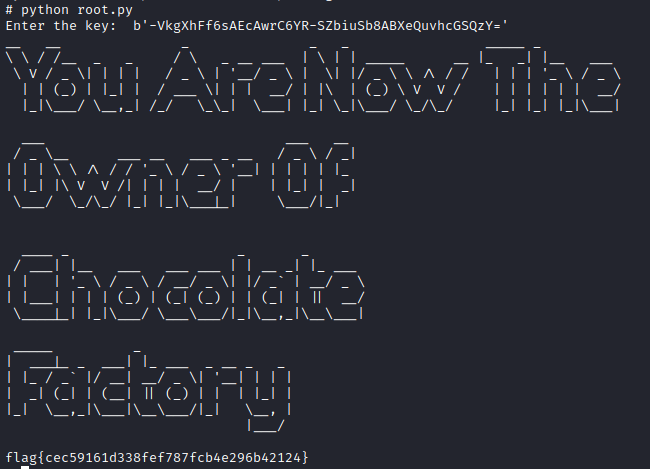 # python root.py
Enter the key:  b'-VkgXhFf6sAEcAwrC6YR-SZbiuSb8ABXeQuvhcGSQzY='
You Are Now The
Owner Of
Chocolate
Factory
flag{cec59161d338fef787fcb4e296b42124}